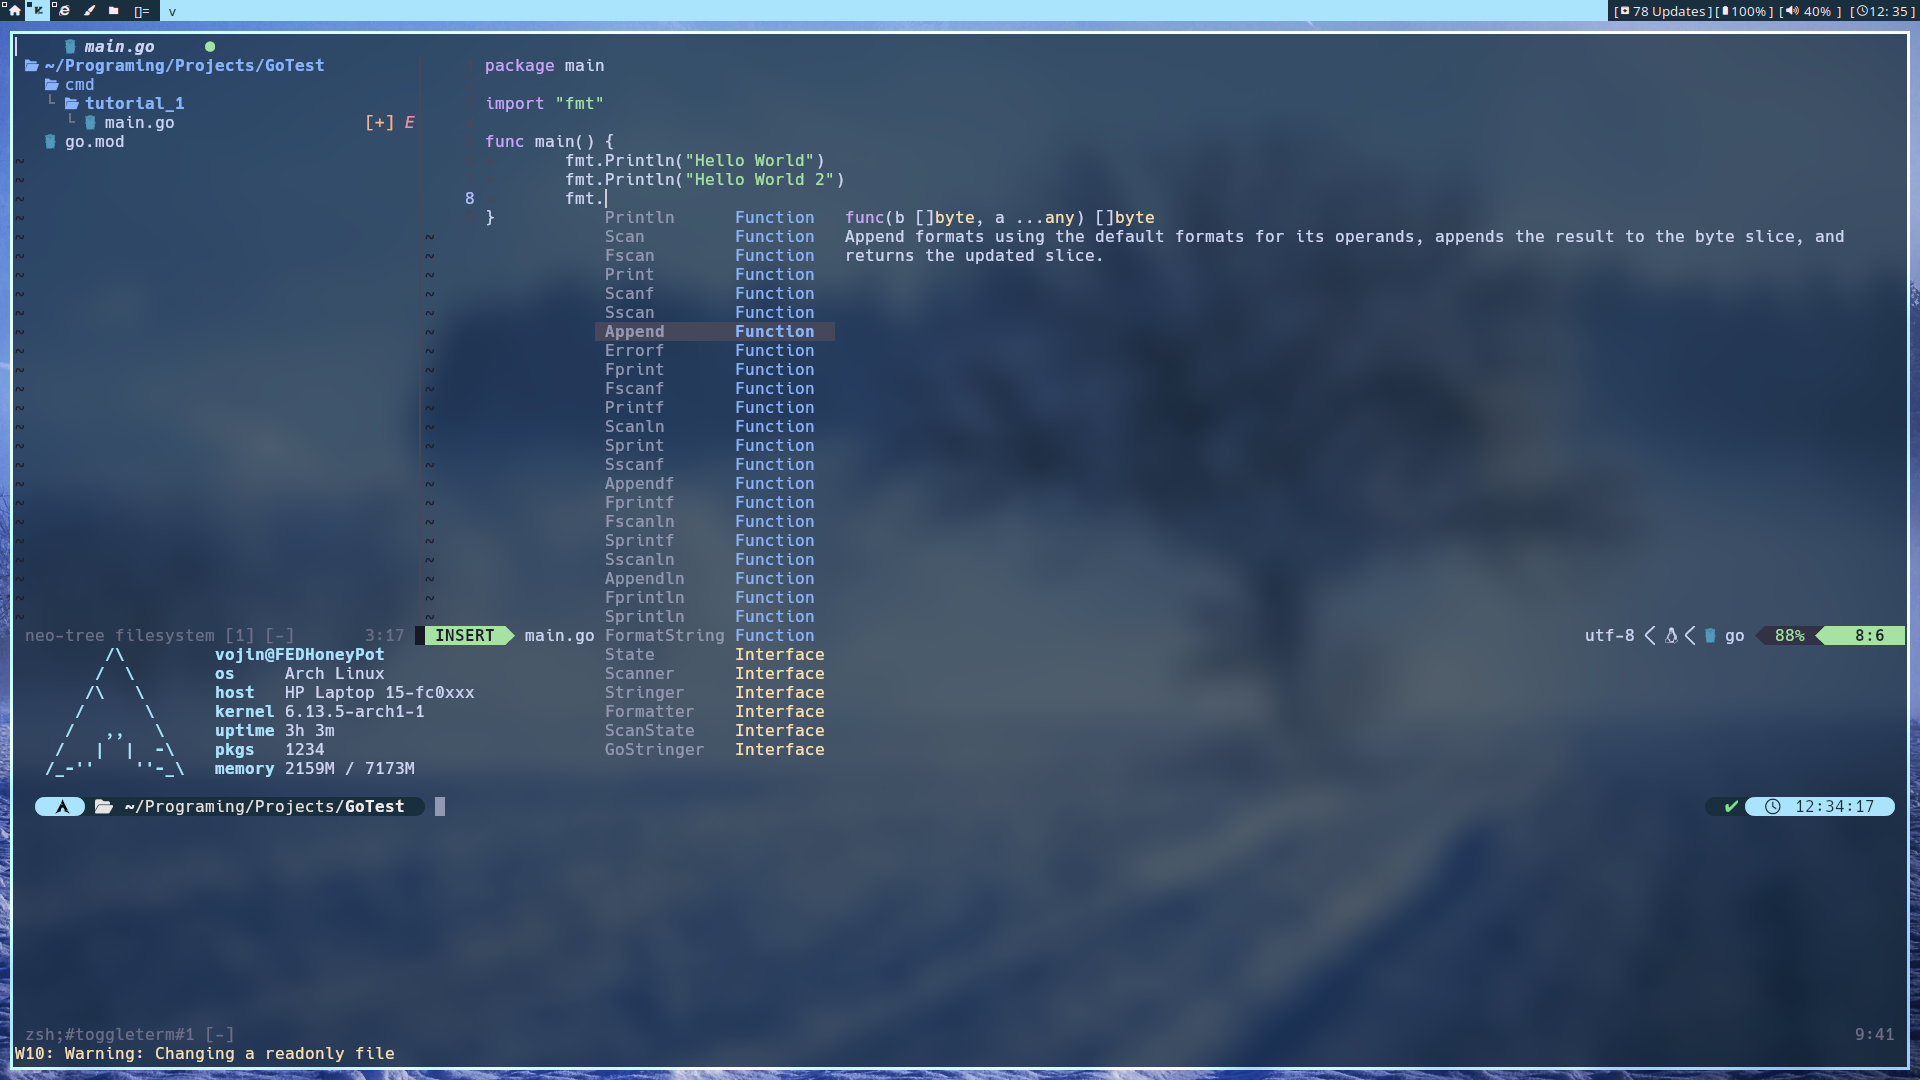 []= v [ 78 Updates] [ 100% ] [ 40% ] [ 12: 35 ]
main.go
~/Programing/Projects/GoTest
cmd
└ tutorial_1
└ main.go [+] E
go.mod
package main
import "fmt"
func main() {
fmt.Println("Hello World")
fmt.Println("Hello World 2")
8 fmt.
}
Println Function
Scan Function
Fscan Function
Print Function
Scanf Function
Sscan Function
Append Function
Errorf Function
Fprint Function
Fscanf Function
Printf Function
Scanln Function
Sprint Function
Sscanf Function
Appendf Function
Fprintf Function
Fscanln Function
Sprintf Function
Sscanln Function
Appendln Function
Fprintln Function
Sprintln Function
FormatString Function
State Interface
Scanner Interface
Stringer Interface
Formatter Interface
ScanState Interface
GoStringer Interface
func(b []byte, a ...any) []byte
Append formats using the default formats for its operands, appends the result to the byte slice, and
returns the updated slice.
neo-tree filesystem [1] [-] 3:17
INSERT main.go utf-8 go 88% 8:6
vojin@FEDHoneyPot
os Arch Linux
host HP Laptop 15-fc0xxx
kernel 6.13.5-arch1-1
uptime 3h 3m
pkgs 1234
memory 2159M / 7173M
~/Programing/Projects/GoTest ✔ 12:34:17
zsh;#toggleterm#1 [-] 9:41
W10: Warning: Changing a readonly file